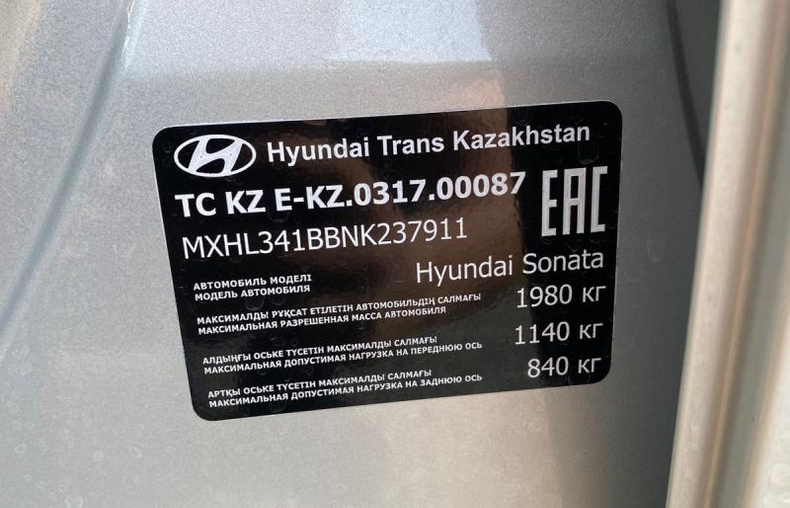 Hyundai Trans Kazakhstan
ТС KZ E-KZ.0317.00087
EAC
MXHL341BBNK237911
АВТОМОБИЛЬ МОДЕЛІ
МОДЕЛЬ АВТОМОБИЛЯ
Hyundai Sonata
МАКСИМАЛДЫ РҰҚСАТ ЕТІЛЕТІН АВТОМОБИЛЬДІҢ САЛМАҒЫ
МАКСИМАЛЬНАЯ РАЗРЕШЕННАЯ МАССА АВТОМОБИЛЯ
1980 кг
АЛДЫҢҒЫ ОСЬКЕ ТҮСЕТІН МАКСИМАЛДЫ САЛМАҒЫ
МАКСИМАЛЬНАЯ ДОПУСТИМАЯ НАГРУЗКА НА ПЕРЕДНЮЮ ОСЬ
1140 кг
АРТҚЫ ОСЬКЕ ТҮСЕТІН МАКСИМАЛДЫ САЛМАҒЫ
МАКСИМАЛЬНАЯ ДОПУСТИМАЯ НАГРУЗКА НА ЗАДНЮЮ ОСЬ
840 кг